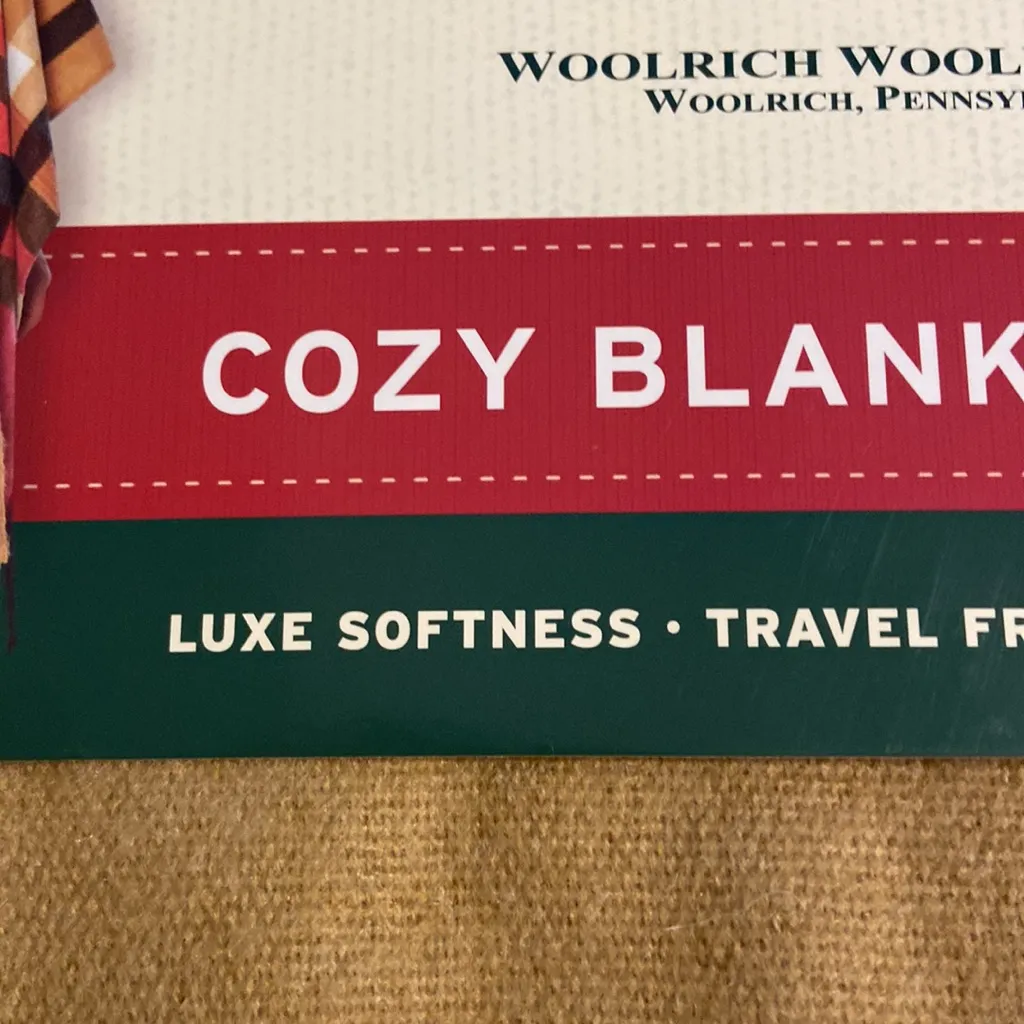 WOOLRICH WOOL
WOOLRICH, PENNSY
COZY BLANK
LUXE SOFTNESS • TRAVEL FR